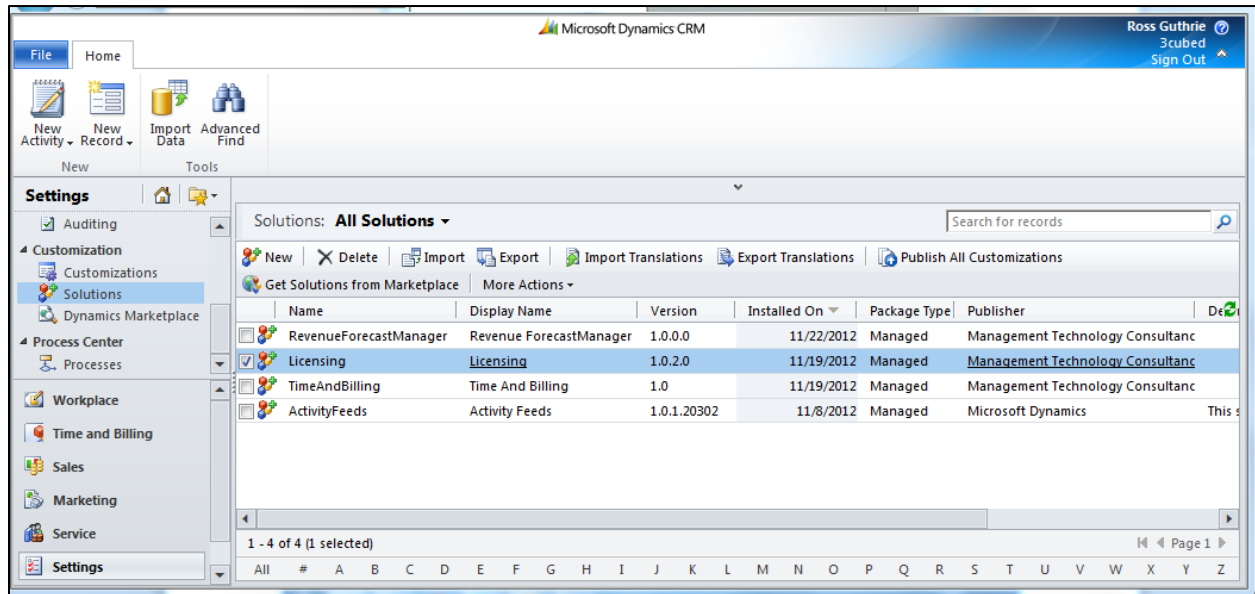 Microsoft Dynamics CRM
Ross Guthrie
3cubed
Sign Out
File Home
New Activity
New Record
Import Data
Advanced Find
New
Tools
Settings
Auditing
Customization
Customizations
Solutions
Dynamics Marketplace
Process Center
Processes
Workplace
Time and Billing
Sales
Marketing
Service
Settings
Solutions: All Solutions
Search for records
New Delete Import Export Import Translations Export Translations Publish All Customizations
Get Solutions from Marketplace More Actions
Name Display Name Version Installed On Package Type Publisher
RevenueForecastManager Revenue ForecastManager 1.0.0.0 11/22/2012 Managed Management Technology Consultanc
Licensing Licensing 1.0.2.0 11/19/2012 Managed Management Technology Consultanc
TimeAndBilling Time And Billing 1.0 11/19/2012 Managed Management Technology Consultanc
ActivityFeeds Activity Feeds 1.0.1.20302 11/8/2012 Managed Microsoft Dynamics This s
1 - 4 of 4 (1 selected) Page 1
All # A B C D E F G H I J K L M N O P Q R S T U V W X Y Z